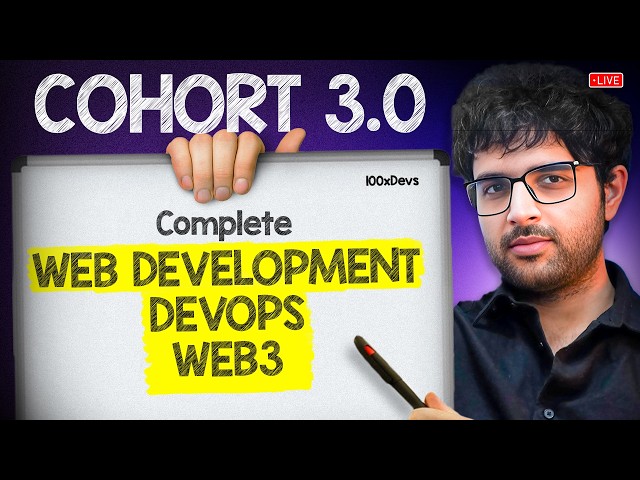 COHORT 3.0
LIVE
100xDevs
Complete
WEB DEVELOPMENT
DEVOPS
WEB3